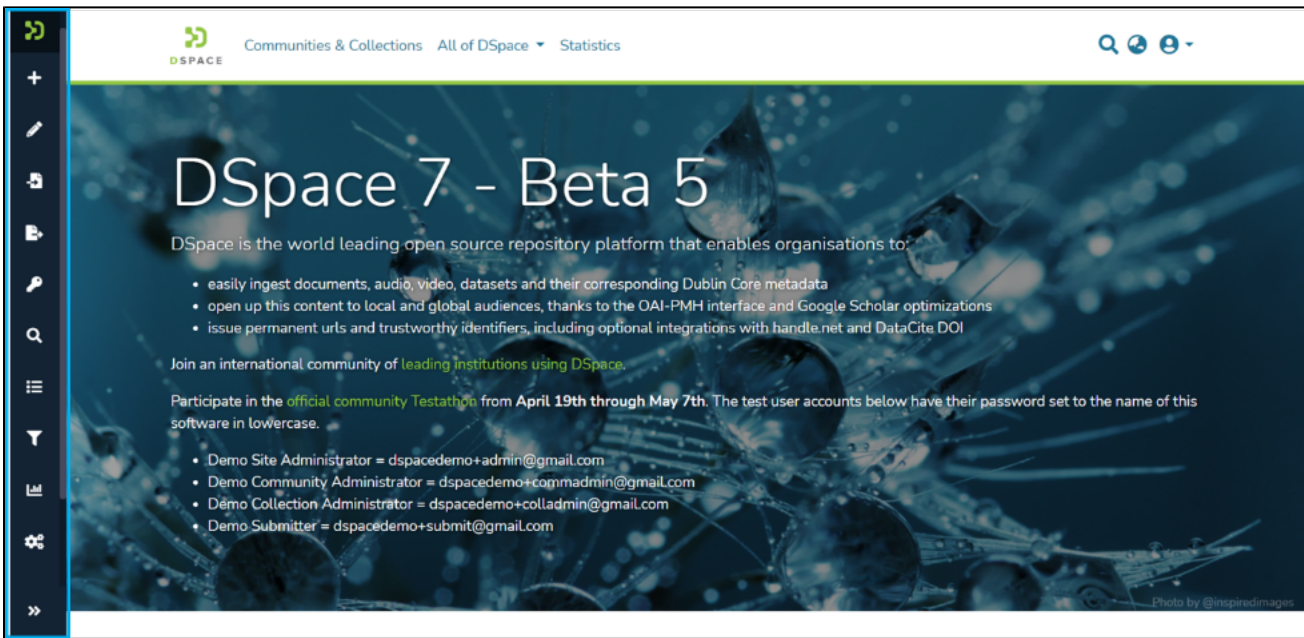 DSPACE
Communities & Collections All of DSpace Statistics
DSpace 7 - Beta 5
DSpace is the world leading open source repository platform that enables organisations to:
• easily ingest documents, audio, video, datasets and their corresponding Dublin Core metadata
• open up this content to local and global audiences, thanks to the OAI-PMH interface and Google Scholar optimizations
• issue permanent urls and trustworthy identifiers, including optional integrations with handle.net and DataCite DOI
Join an international community of leading institutions using DSpace.
Participate in the official community Testathon from April 19th through May 7th. The test user accounts below have their password set to the name of this
software in lowercase.
• Demo Site Administrator = dspacedemo+admin@gmail.com
• Demo Community Administrator = dspacedemo+commadmin@gmail.com
• Demo Collection Administrator = dspacedemo+colladmin@gmail.com
• Demo Submitter = dspacedemo+submit@gmail.com
Photo by @inspiredimages